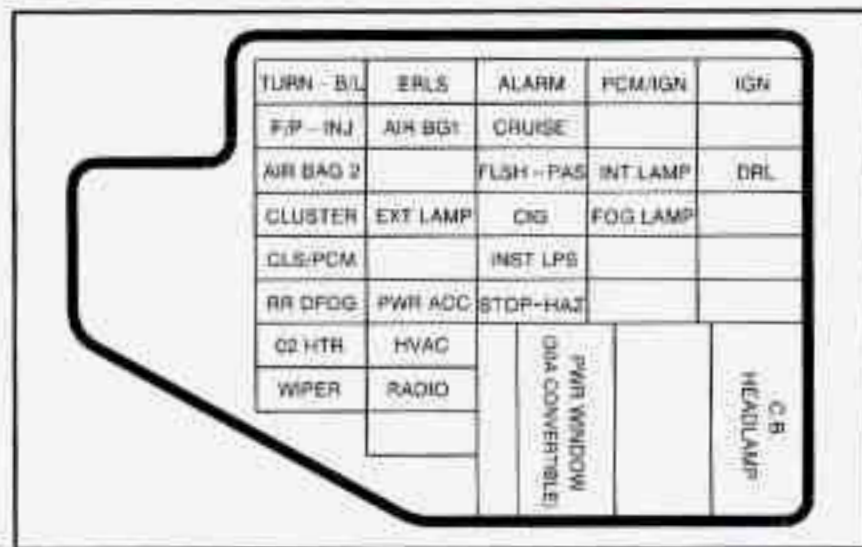 TURN - B/L ERLS ALARM PCM/IGN IGN
F/P - INJ AIR BG1 CRUISE
AIR BAG 2 FLSH - PAS INT LAMP DRL
CLUSTER EXT LAMP CIG FOG LAMP
CLS/PCM INST LPS
RR DFOG PWR ACC STOP-HAZ
02 HTR HVAC
WIPER RADIO
PWR WINDOW
CONVERTIBLE)
C.B.
HEADLAMP